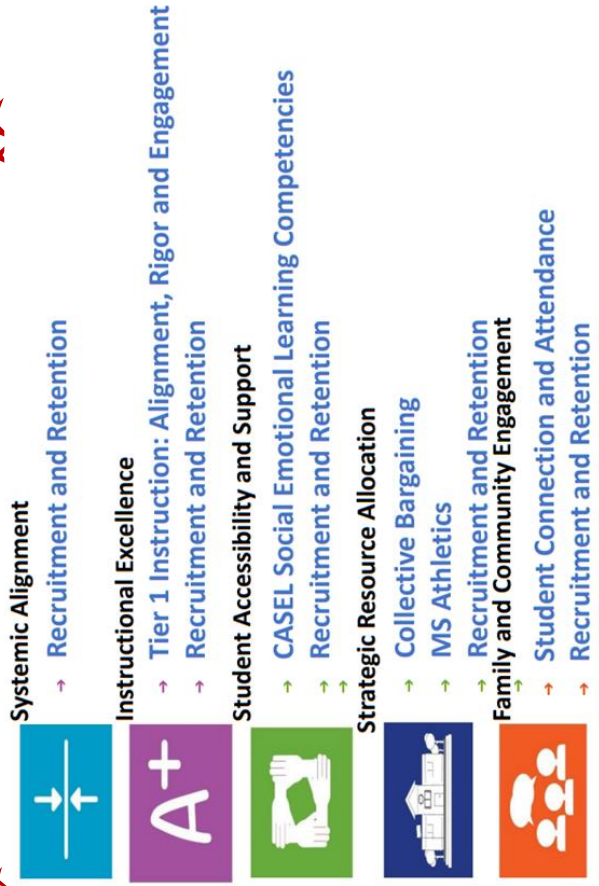 Systemic Alignment
→ Recruitment and Retention
A+
Instructional Excellence
→ Tier 1 Instruction: Alignment, Rigor and Engagement
→ Recruitment and Retention
Student Accessibility and Support
→ CASEL Social Emotional Learning Competencies
→ Recruitment and Retention
→
Strategic Resource Allocation
→ Collective Bargaining
→ MS Athletics
→ Recruitment and Retention
→
Family and Community Engagement
→ Student Connection and Attendance
→ Recruitment and Retention